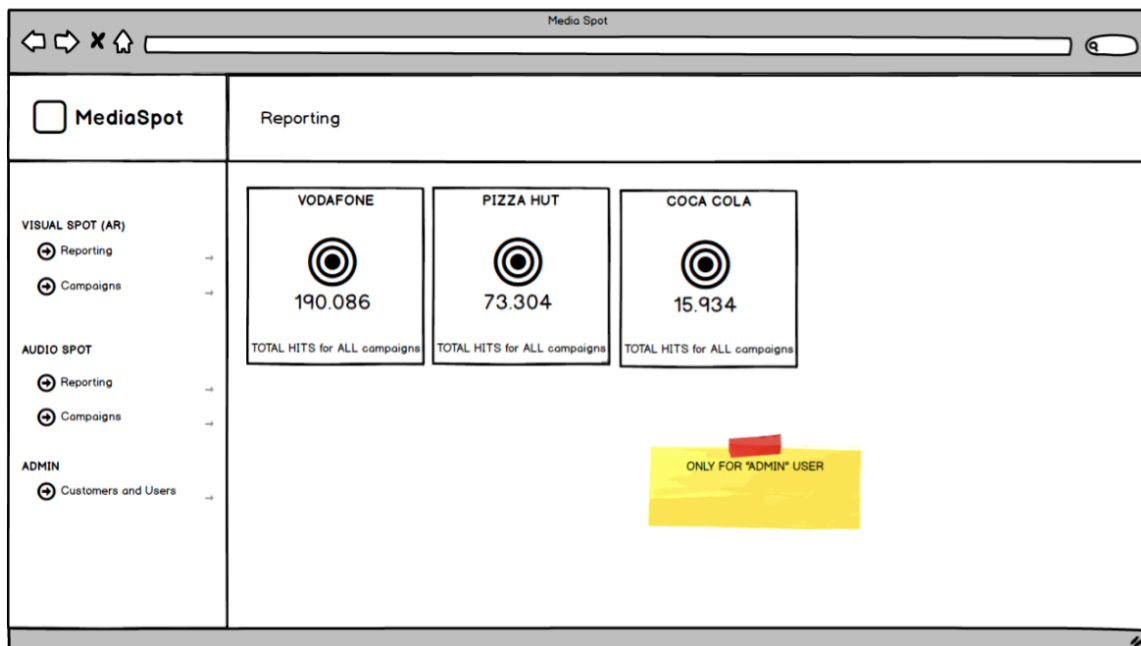 Media Spot
MediaSpot
Reporting
VISUAL SPOT (AR)
Reporting
Campaigns
AUDIO SPOT
Reporting
Campaigns
ADMIN
Customers and Users
VODAFONE
190.086
TOTAL HITS for ALL campaigns
PIZZA HUT
73.304
TOTAL HITS for ALL campaigns
COCA COLA
15.934
TOTAL HITS for ALL campaigns
ONLY FOR "ADMIN" USER